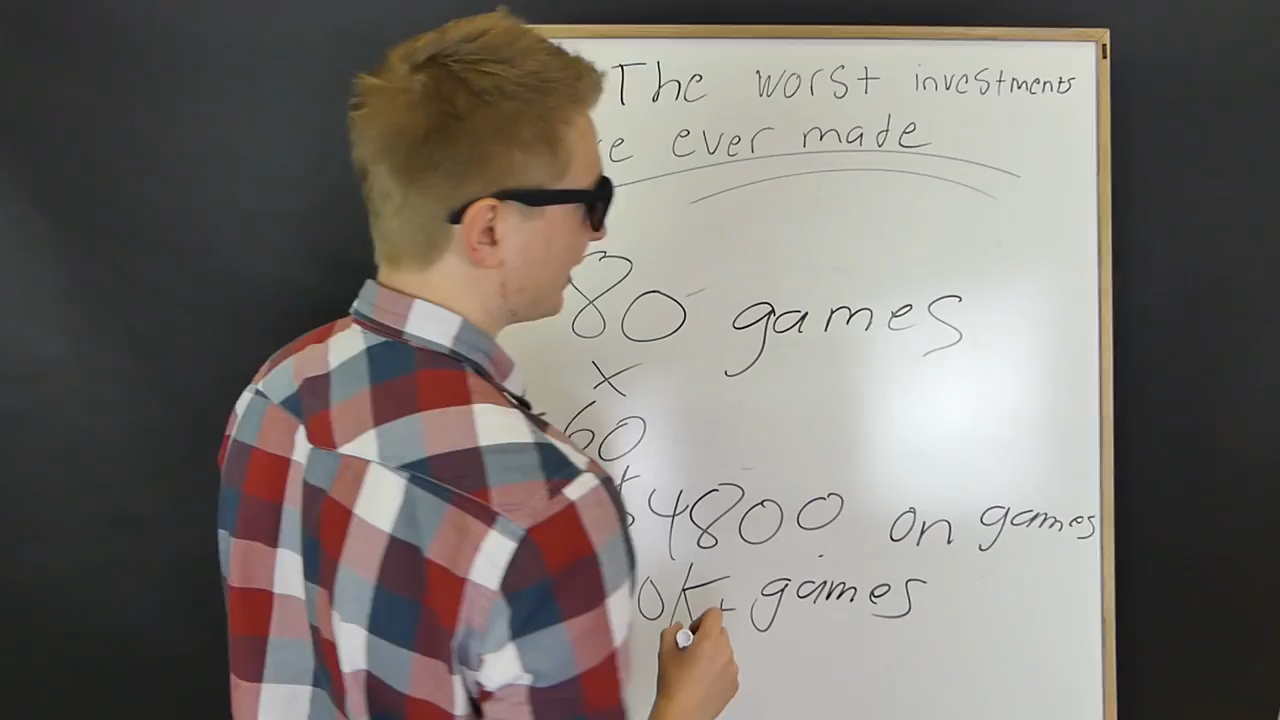 The worst investments
ever made
80 games
x
60
$4800 on games
games